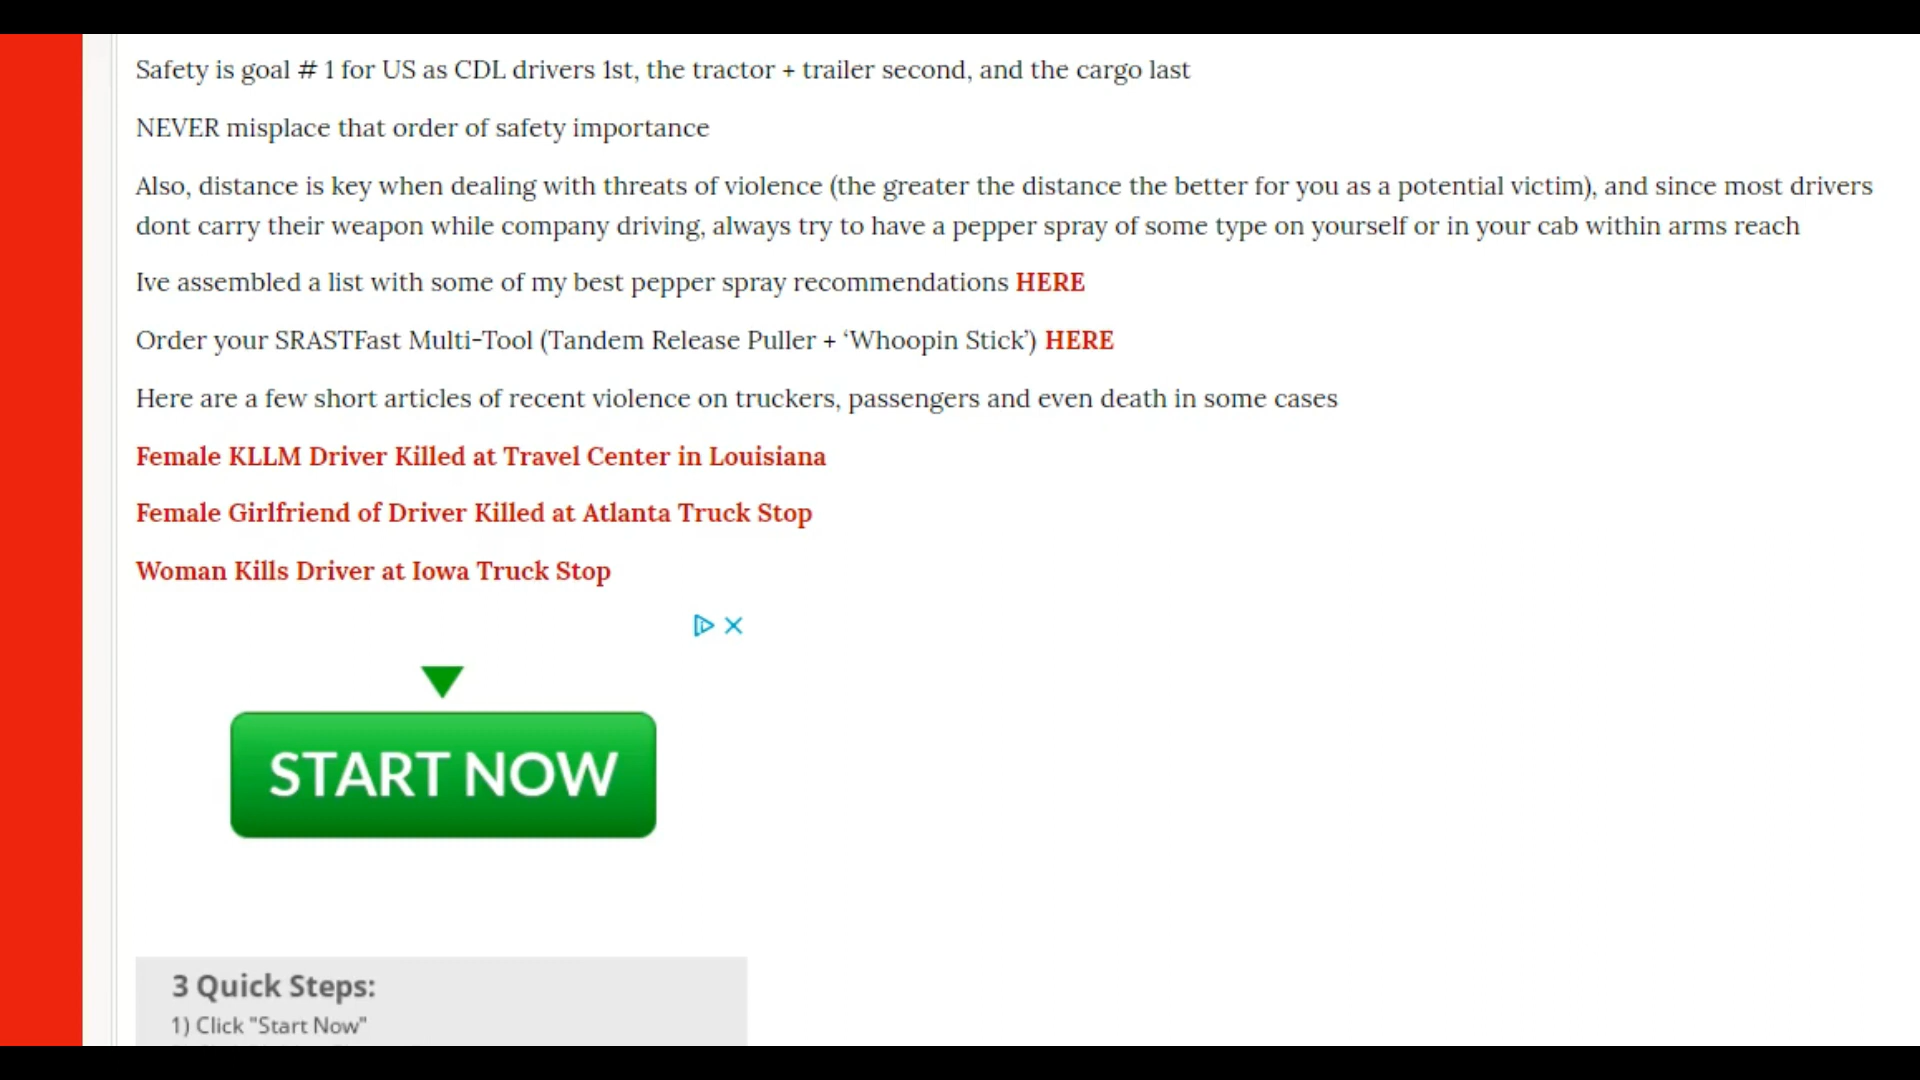 Safety is goal # 1 for US as CDL drivers 1st, the tractor + trailer second, and the cargo last
NEVER misplace that order of safety importance
Also, distance is key when dealing with threats of violence (the greater the distance the better for you as a potential victim), and since most drivers
dont carry their weapon while company driving, always try to have a pepper spray of some type on yourself or in your cab within arms reach
Ive assembled a list with some of my best pepper spray recommendations HERE
Order your SRASTFast Multi-Tool (Tandem Release Puller + ‘Whoopin Stick’) HERE
Here are a few short articles of recent violence on truckers, passengers and even death in some cases
Female KLLM Driver Killed at Travel Center in Louisiana
Female Girlfriend of Driver Killed at Atlanta Truck Stop
Woman Kills Driver at Iowa Truck Stop
START NOW
3 Quick Steps:
1) Click "Start Now"